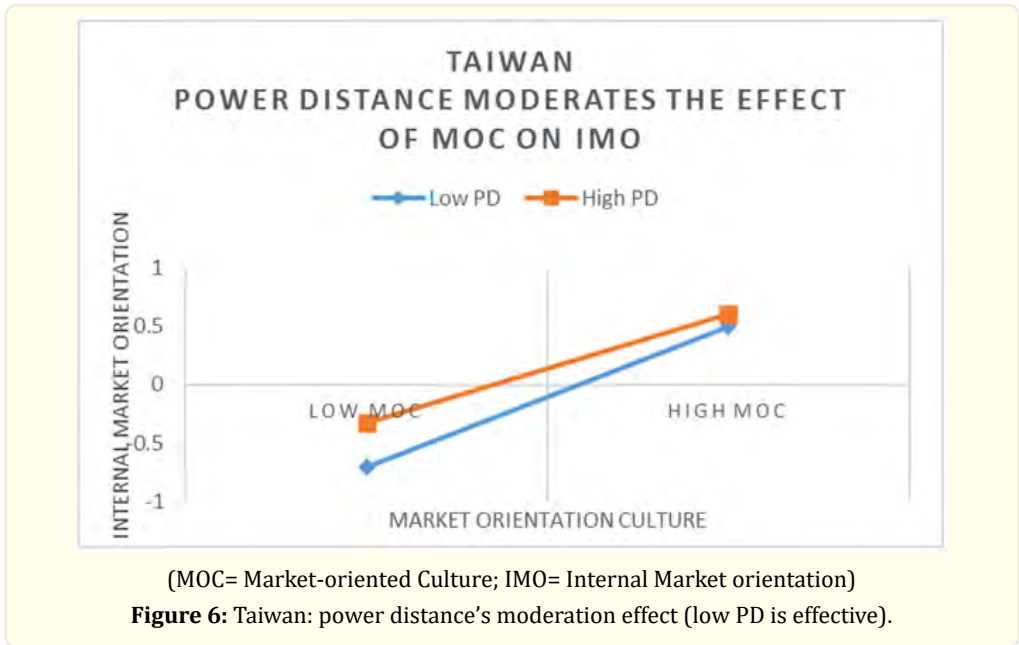 TAIWAN
POWER DISTANCE MODERATES THE EFFECT
OF MOC ON IMO
Low PD High PD
INTERNAL MARKET ORIENTATION
1
0.5
0
-0.5
-1
LOW MOC HIGH MOC
MARKET ORIENTATION CULTURE
(MOC= Market-oriented Culture; IMO= Internal Market orientation)
Figure 6: Taiwan: power distance’s moderation effect (low PD is effective).